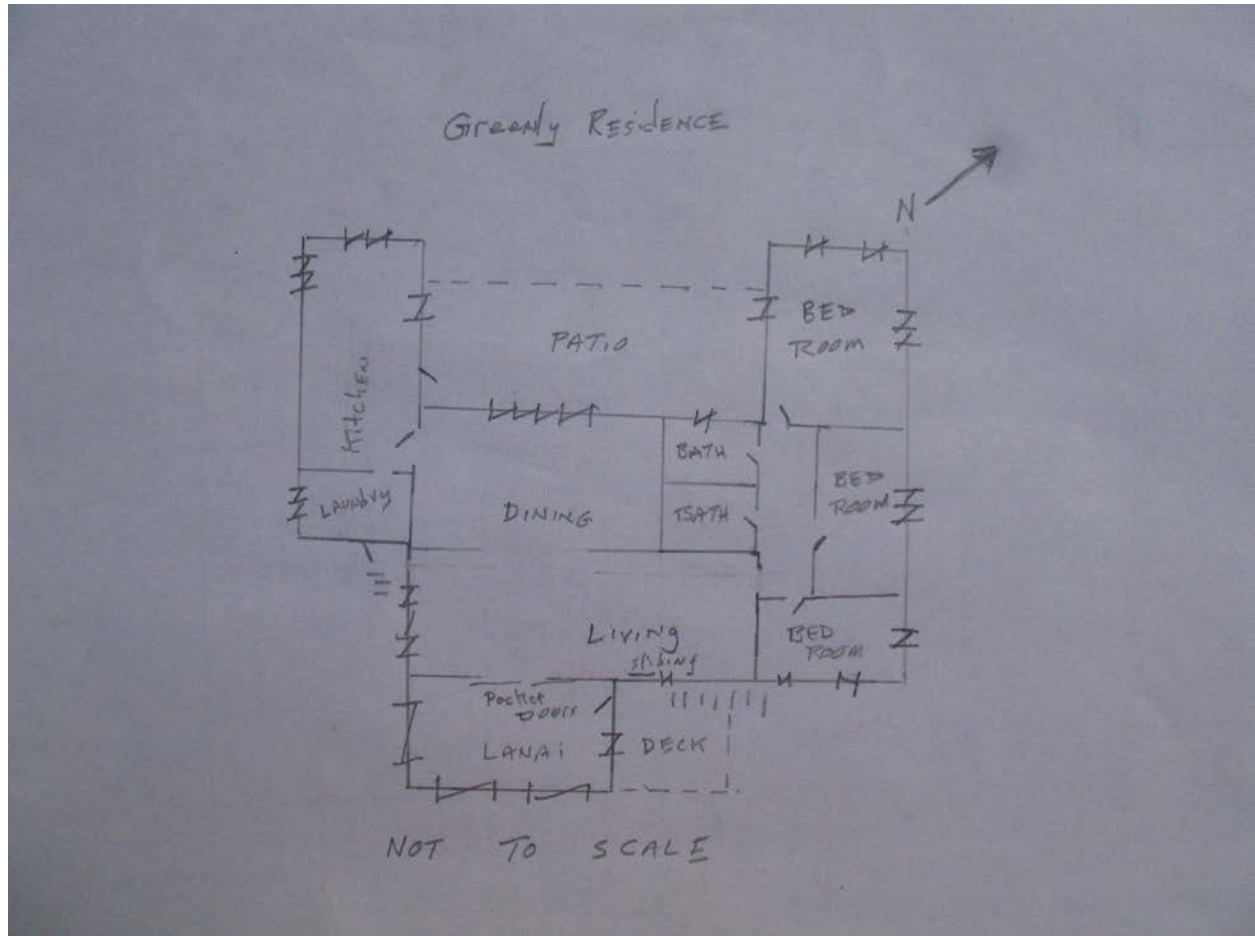 Greenly Residence
N
BED
ROOM
PATIO
Kitchen
BATH
BED
ROOM
Laundry
DINING
BATH
LIVING
BED
ROOM
sliding
Pocket
Doors
LANAI
DECK
NOT TO SCALE